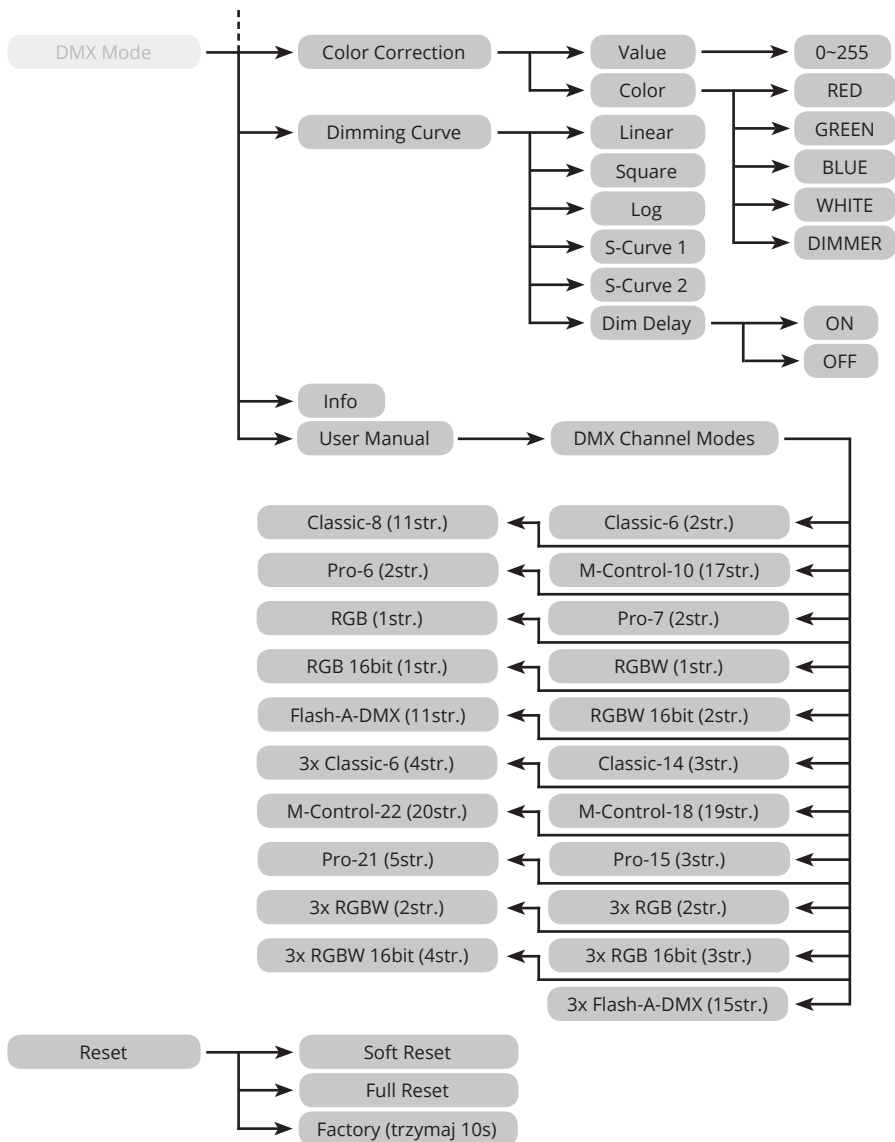 DMX Mode
Color Correction
Value
0~255
Color
RED
GREEN
BLUE
WHITE
DIMMER
Dimming Curve
Linear
Square
Log
S-Curve 1
S-Curve 2
Dim Delay
ON
OFF
Info
User Manual
DMX Channel Modes
Classic-8 (11str.)
Classic-6 (2str.)
Pro-6 (2str.)
M-Control-10 (17str.)
RGB (1str.)
Pro-7 (2str.)
RGB 16bit (1str.)
RGBW (1str.)
Flash-A-DMX (11str.)
RGBW 16bit (2str.)
3x Classic-6 (4str.)
Classic-14 (3str.)
M-Control-22 (20str.)
M-Control-18 (19str.)
Pro-21 (5str.)
Pro-15 (3str.)
3x RGBW (2str.)
3x RGB (2str.)
3x RGBW 16bit (4str.)
3x RGB 16bit (3str.)
3x Flash-A-DMX (15str.)
Reset
Soft Reset
Full Reset
Factory (trzymaj 10s)